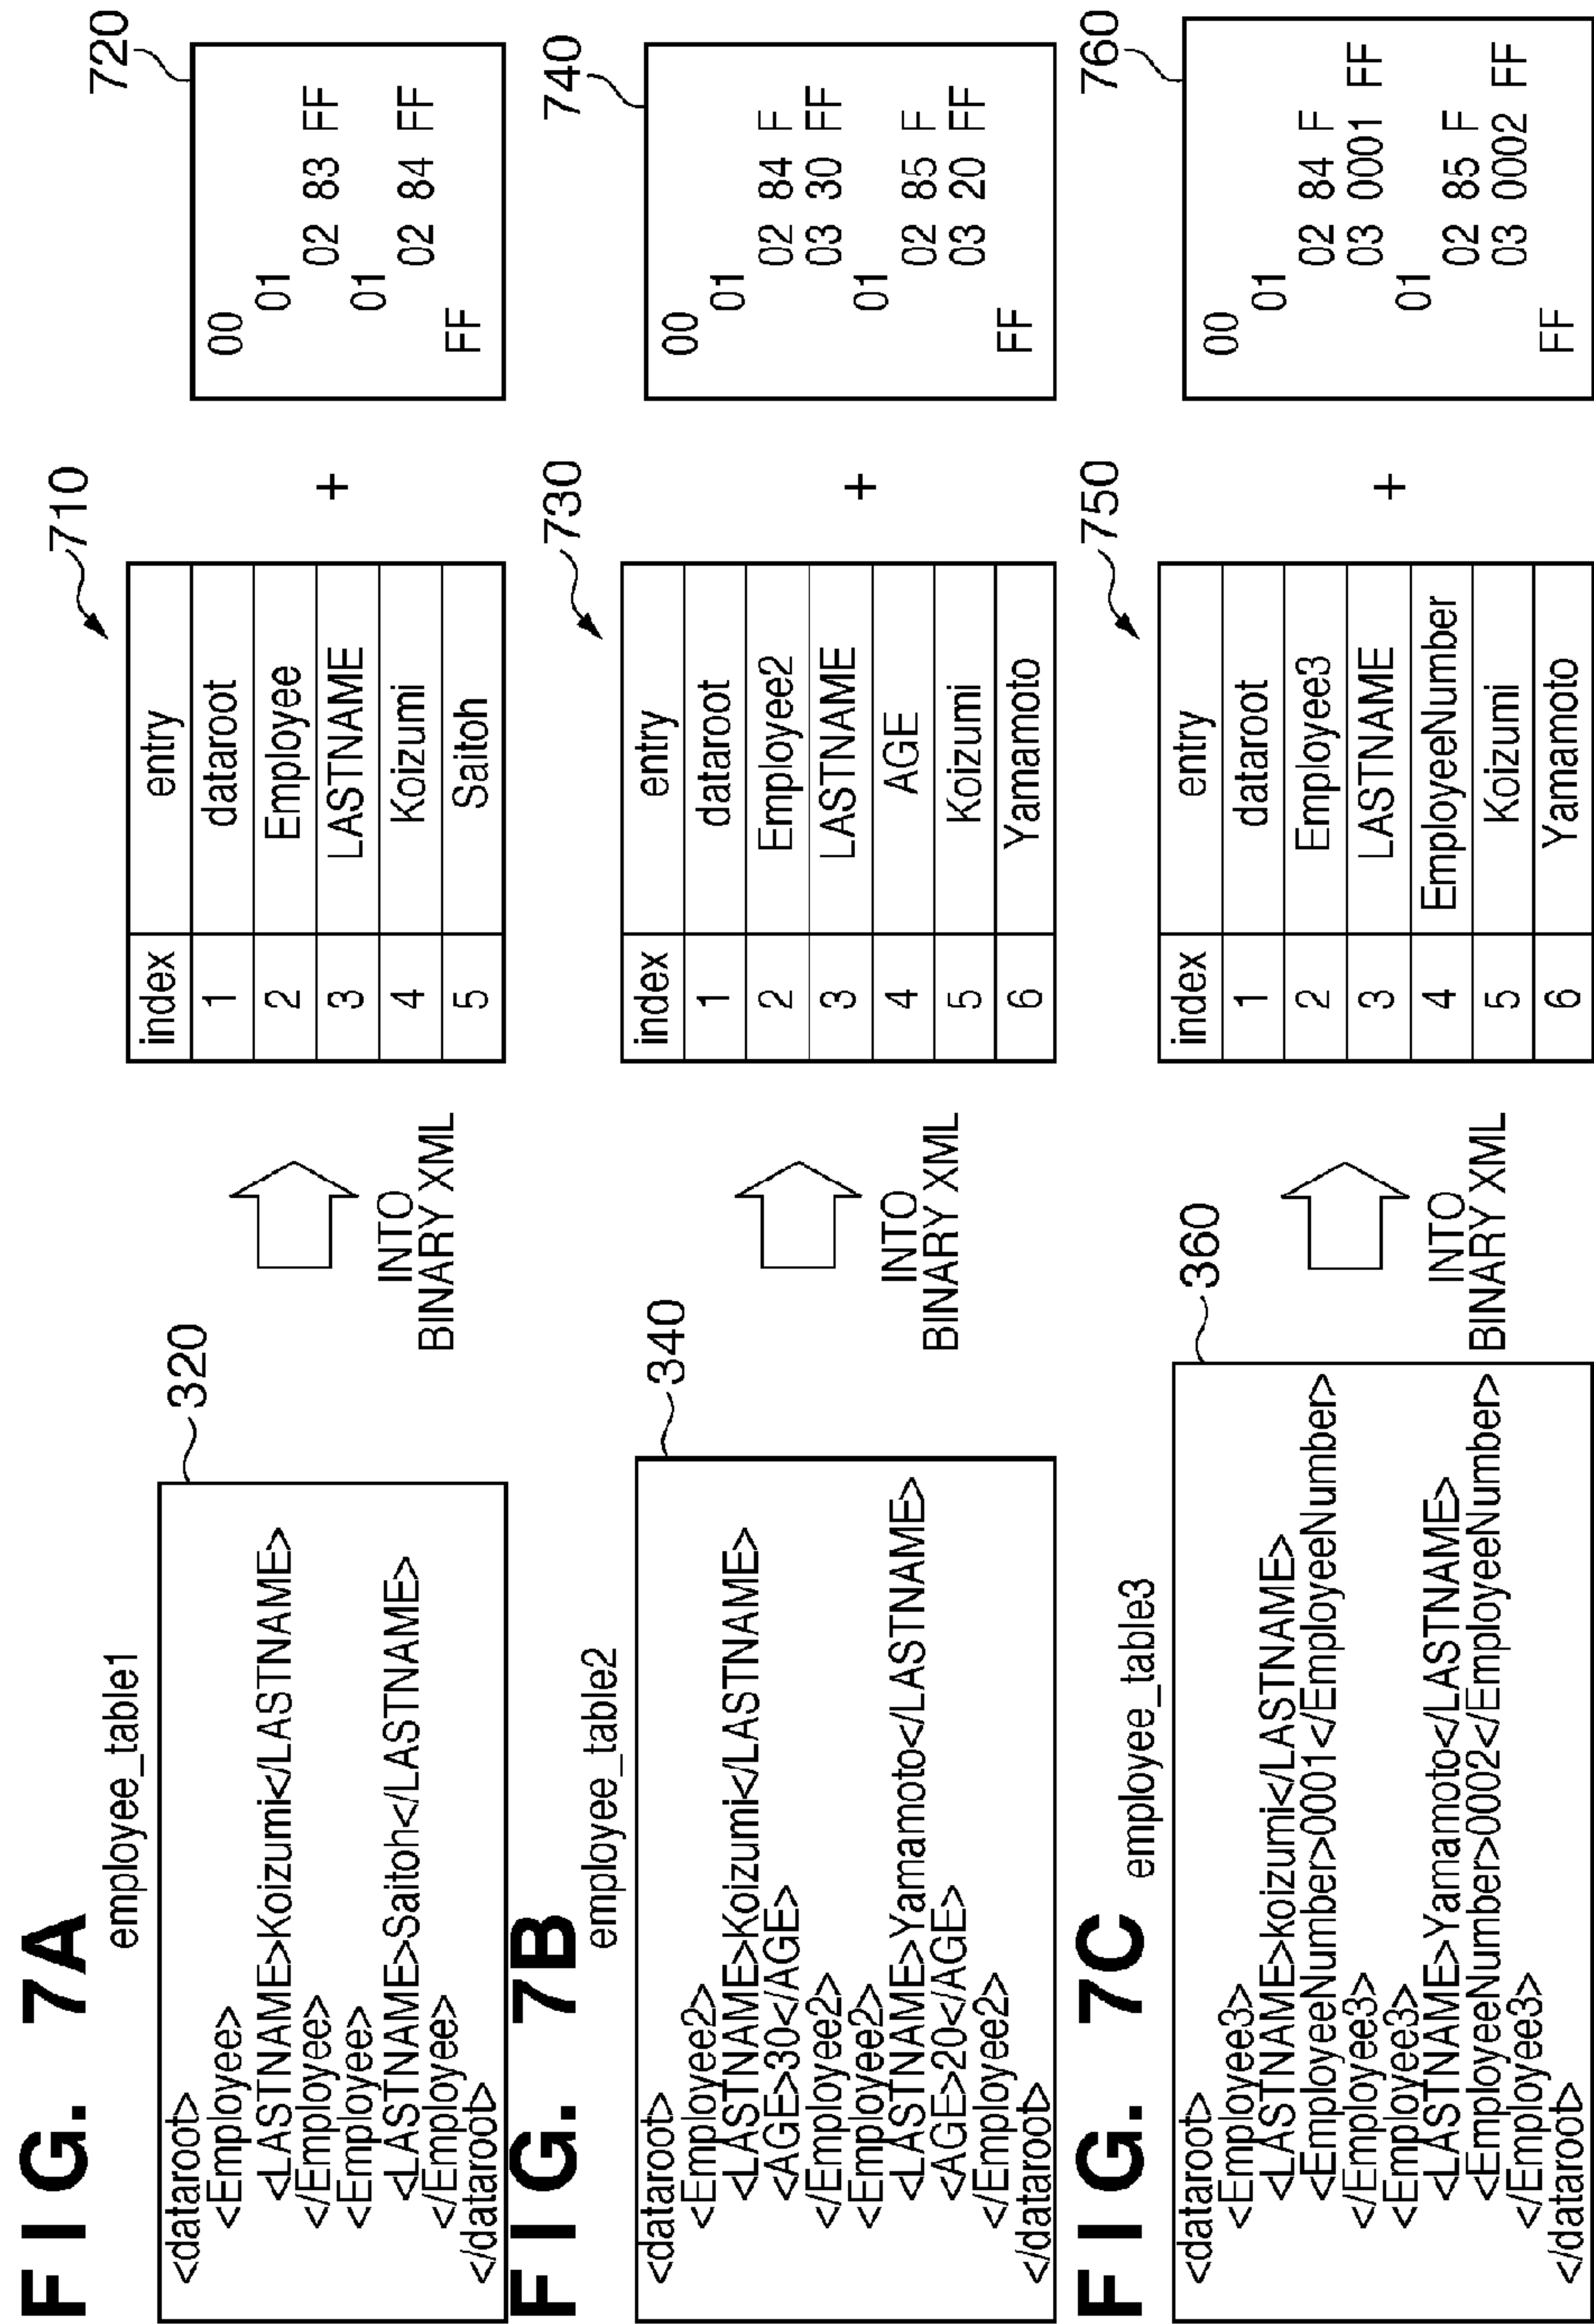 FIG. 7A
employee_table1
320
<dataroot>
<Employee>
<LASTNAME>Koizumi</LASTNAME>
</Employee>
<Employee>
<LASTNAME>Saitoh</LASTNAME>
</Employee>
</dataroot>
INTO
BINARY XML
710
index entry
1 dataroot
2 Employee
3 LASTNAME
4 Koizumi
5 Saitoh
+
720
00
01
02 83 FF
01
02 84 FF
FF
FIG. 7B
employee_table2
340
<dataroot>
<Employee2>
<LASTNAME>Koizumi</LASTNAME>
<AGE>30</AGE>
</Employee2>
<Employee2>
<LASTNAME>Yamamoto</LASTNAME>
<AGE>20</AGE>
</Employee2>
</dataroot>
INTO
BINARY XML
730
index entry
1 dataroot
2 Employee2
3 LASTNAME
4 AGE
5 Koizumi
6 Yamamoto
+
740
00
01
02 84 F
03 30 FF
01
02 85 F
03 20 FF
FF
FIG. 7C
employee_table3
360
<dataroot>
<Employee3>
<LASTNAME>koizumi</LASTNAME>
<EmployeeNumber>0001</EmployeeNumber>
</Employee3>
<Employee3>
<LASTNAME>Yamamoto</LASTNAME>
<EmployeeNumber>0002</EmployeeNumber>
</Employee3>
</dataroot>
INTO
BINARY XML
750
index entry
1 dataroot
2 Employee3
3 LASTNAME
4 EmployeeNumber
5 Koizumi
6 Yamamoto
+
760
00
01
02 84 F
03 0001 FF
01
02 85 F
03 0002 FF
FF